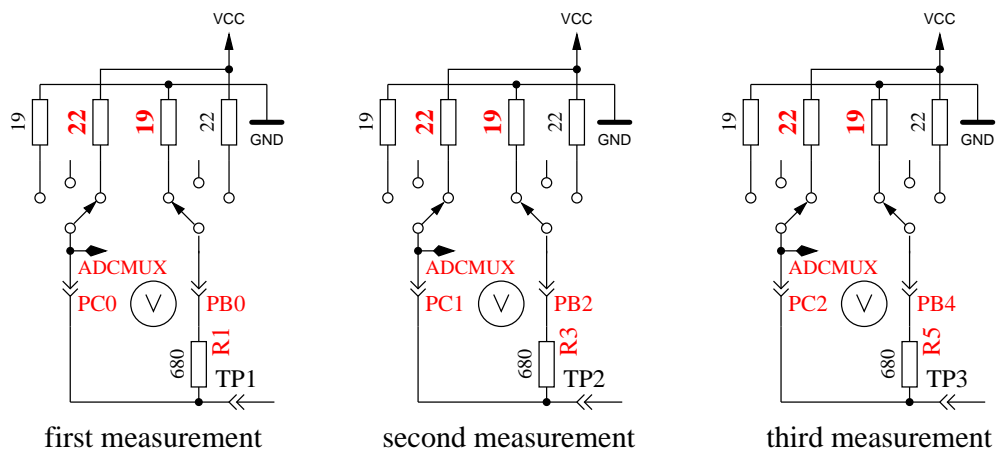 VCC
19
22
19
22
GND
ADCMUX
PC0
V
PB0
R1
680
TP1
first measurement
VCC
19
22
19
22
GND
ADCMUX
PC1
V
PB2
R3
680
TP2
second measurement
VCC
19
22
19
22
GND
ADCMUX
PC2
V
PB4
R5
680
TP3
third measurement